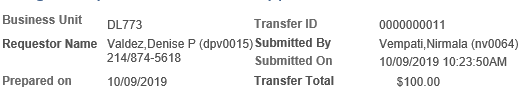 Business Unit DL773 Transfer ID 0000000011
Requestor Name Valdez,Denise P (dpv0015) Submitted By Vempati,Nirmala (nv0064)
214/874-5618 Submitted On 10/09/2019 10:23:50AM
Prepared on 10/09/2019 Transfer Total $100.00